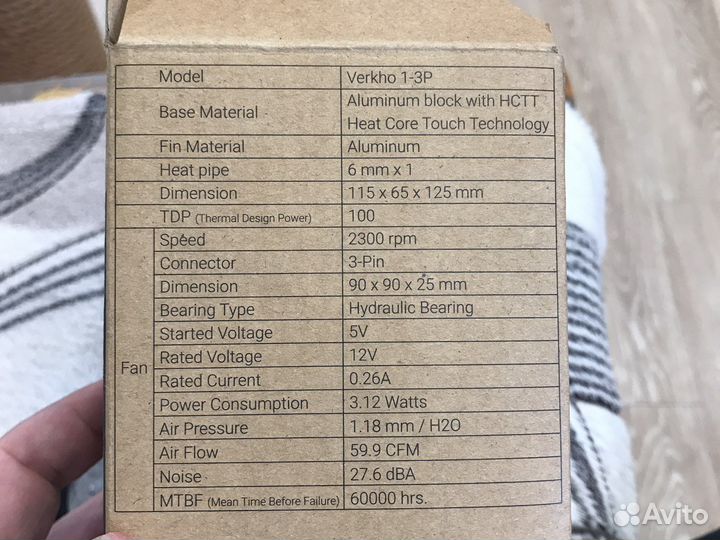 Model Verkho 1-3P
Base Material Aluminum block with HCTT
Heat Core Touch Technology
Fin Material Aluminum
Heat pipe 6 mm x 1
Dimension 115 x 65 x 125 mm
TDP (Thermal Design Power) 100
Fan
Speed 2300 rpm
Connector 3-Pin
Dimension 90 x 90 x 25 mm
Bearing Type Hydraulic Bearing
Started Voltage 5V
Rated Voltage 12V
Rated Current 0.26A
Power Consumption 3.12 Watts
Air Pressure 1.18 mm / H2O
Air Flow 59.9 CFM
Noise 27.6 dBA
MTBF (Mean Time Before Failure) 60000 hrs.
Avito